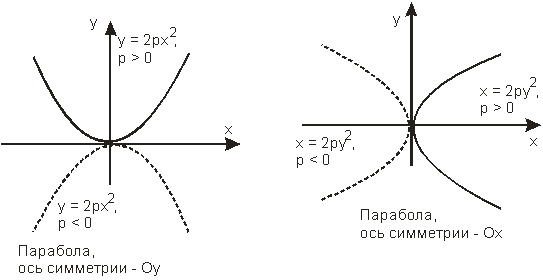 y
y = 2px²,
p > 0
x
y = 2px²,
p < 0
Парабола,
ось симметрии - Oy
y
x = 2py²,
p > 0
x
x = 2py²,
p < 0
Парабола,
ось симметрии - Ox